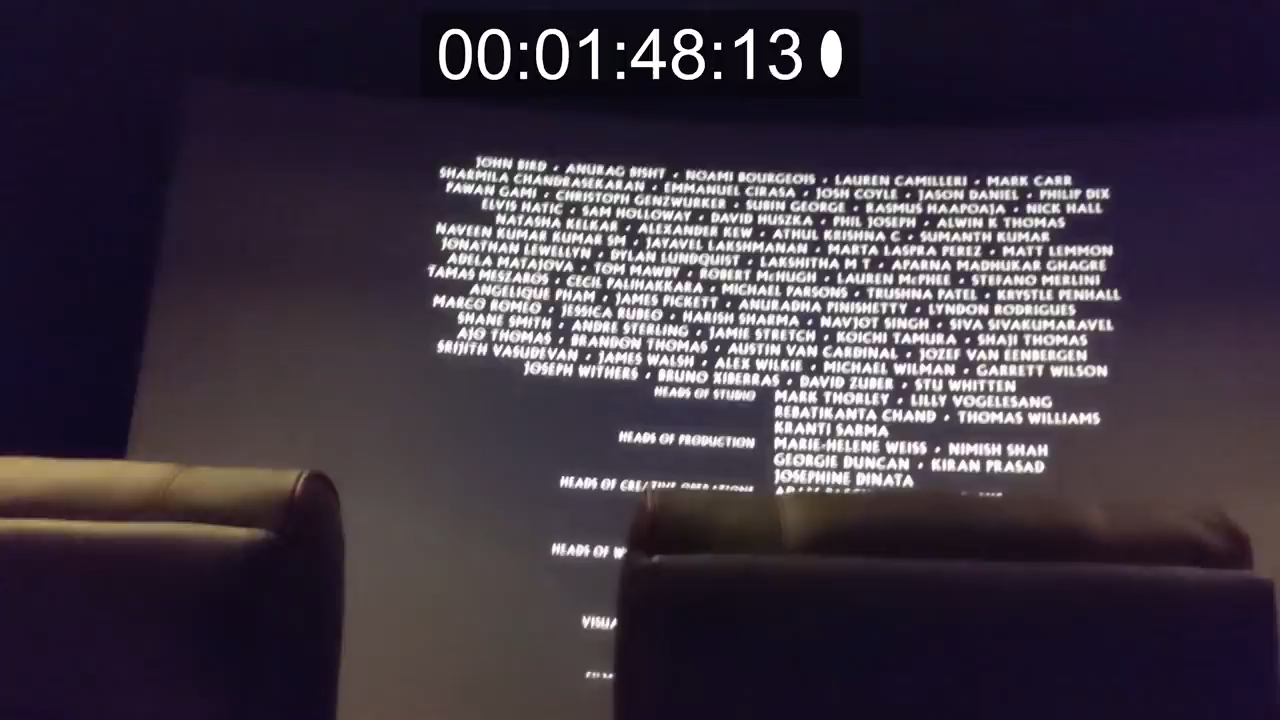 00:01:48:13
JOHN BIRD • ANURAG BISHT • NOAMI BOURGEOIS • LAUREN CAMILLERI • MARK CARR
SHARMILA CHANDRASEKARAN • EMMANUEL CIRASA • JOSH COYLE • JASON DANIEL • PHILIP DIX
PAWAN GAMI • CHRISTOPH GENZWURKER • SUBIN GEORGE • RASMUS HAAPOAJA • NICK HALL
ELVIS HATIC • SAM HOLLOWAY • DAVID HUSZKA • PHIL JOSEPH • ALWIN K THOMAS
NATASHA KELKAR • ALEXANDER KEW • ATHUL KRISHNA C • SUMANTH KUMAR
NAVEEN KUMAR KUMAR SM • JAYAVEL LAKSHMANAN • MARTA LASPRA PEREZ • MATT LEMMON
JONATHAN LEWELLYN • DYLAN LUNDQUIST • LAKSHITHA M T • APARNA MADHUKAR GHAGRE
ADELA MATAJOVA • TOM MAWBY • ROBERT McHUGH • LAUREN McPHEE • STEFANO MERLINI
TAMAS MESZAROS • CECIL PALIHAKKARA • MICHAEL PARSONS • TRUSHNA PATEL • KRYSTLE PENHALL
ANGELIQUE PHAM • JAMES PICKETT • ANURADHA PINISHETTY • LYNDON RODRIGUES
MARCO ROMEO • JESSICA RUBEO • HARISH SHARMA • NAVJOT SINGH • SIVA SIVAKUMARAVEL
SHANE SMITH • ANDRE STERLING • JAMIE STRETCH • KOICHI TAMURA • SHAJI THOMAS
AJO THOMAS • BRANDON THOMAS • AUSTIN VAN CARDINAL • JOZEF VAN EENBERGEN
SRIJITH VASUDEVAN • JAMES WALSH • ALEX WILKIE • MICHAEL WILMAN • GARRETT WILSON
JOSEPH WITHERS • BRUNO XIBERRAS • DAVID ZUBER • STU WHITTEN
HEADS OF STUDIO MARK THORLEY • LILLY VOGELESANG
REBATIKANTA CHAND • THOMAS WILLIAMS
KRANTI SARMA
HEADS OF PRODUCTION MARIE-HELENE WEISS • NIMISH SHAH
GEORGIE DUNCAN • KIRAN PRASAD
JOSEPHINE DINATA
HEADS OF CREATIVE OPERATIONS
HEADS OF